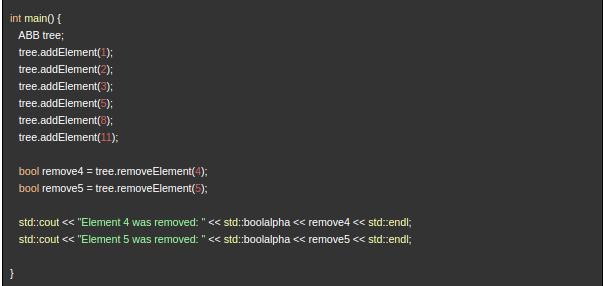 int main() {
ABB tree;
tree.addElement(1);
tree.addElement(2);
tree.addElement(3);
tree.addElement(5);
tree.addElement(8);
tree.addElement(11);
bool remove4 = tree.removeElement(4);
bool remove5 = tree.removeElement(5);
std::cout << "Element 4 was removed: " << std::boolalpha << remove4 << std::endl;
std::cout << "Element 5 was removed: " << std::boolalpha << remove5 << std::endl;
}